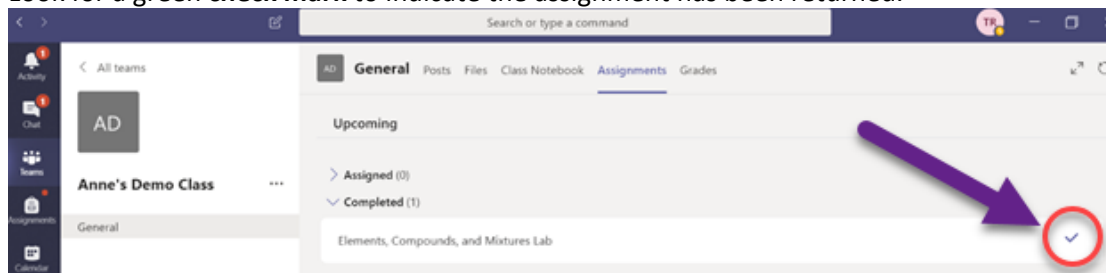 Look for a green check mark to indicate the assignment has been returned.
Search or type a command
TR
Activity
1
All teams
AD
General Posts Files Class Notebook Assignments Grades
Chat
1
AD
Upcoming
Teams
Anne's Demo Class ...
Assigned (0)
Completed (1)
Assignments
General
Elements, Compounds, and Mixtures Lab
Calendar